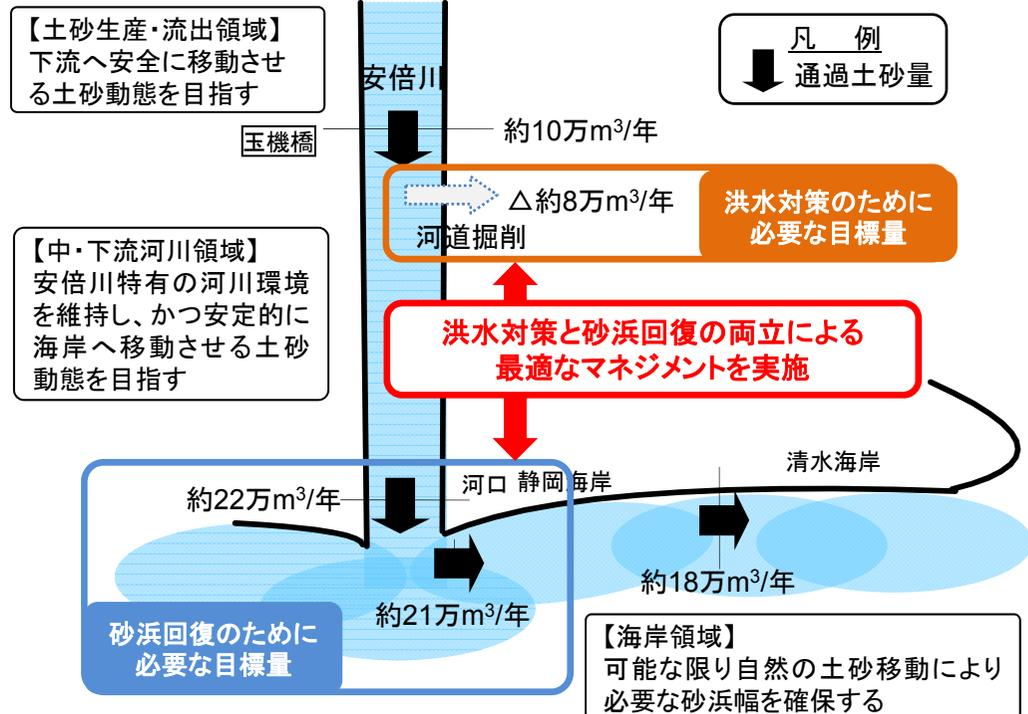 【土砂生産・流出領域】
下流へ安全に移動させ
る土砂動態を目指す
凡　例
通過土砂量
安倍川
玉機橋
約10万m³/年
△約8万m³/年
河道掘削
洪水対策のために
必要な目標量
【中・下流河川領域】
安倍川特有の河川環境
を維持し、かつ安定的に
海岸へ移動させる土砂
動態を目指す
洪水対策と砂浜回復の両立による
最適なマネジメントを実施
清水海岸
河口 静岡海岸
約22万m³/年
約18万m³/年
約21万m³/年
砂浜回復のために
必要な目標量
【海岸領域】
可能な限り自然の土砂移動により
必要な砂浜幅を確保する